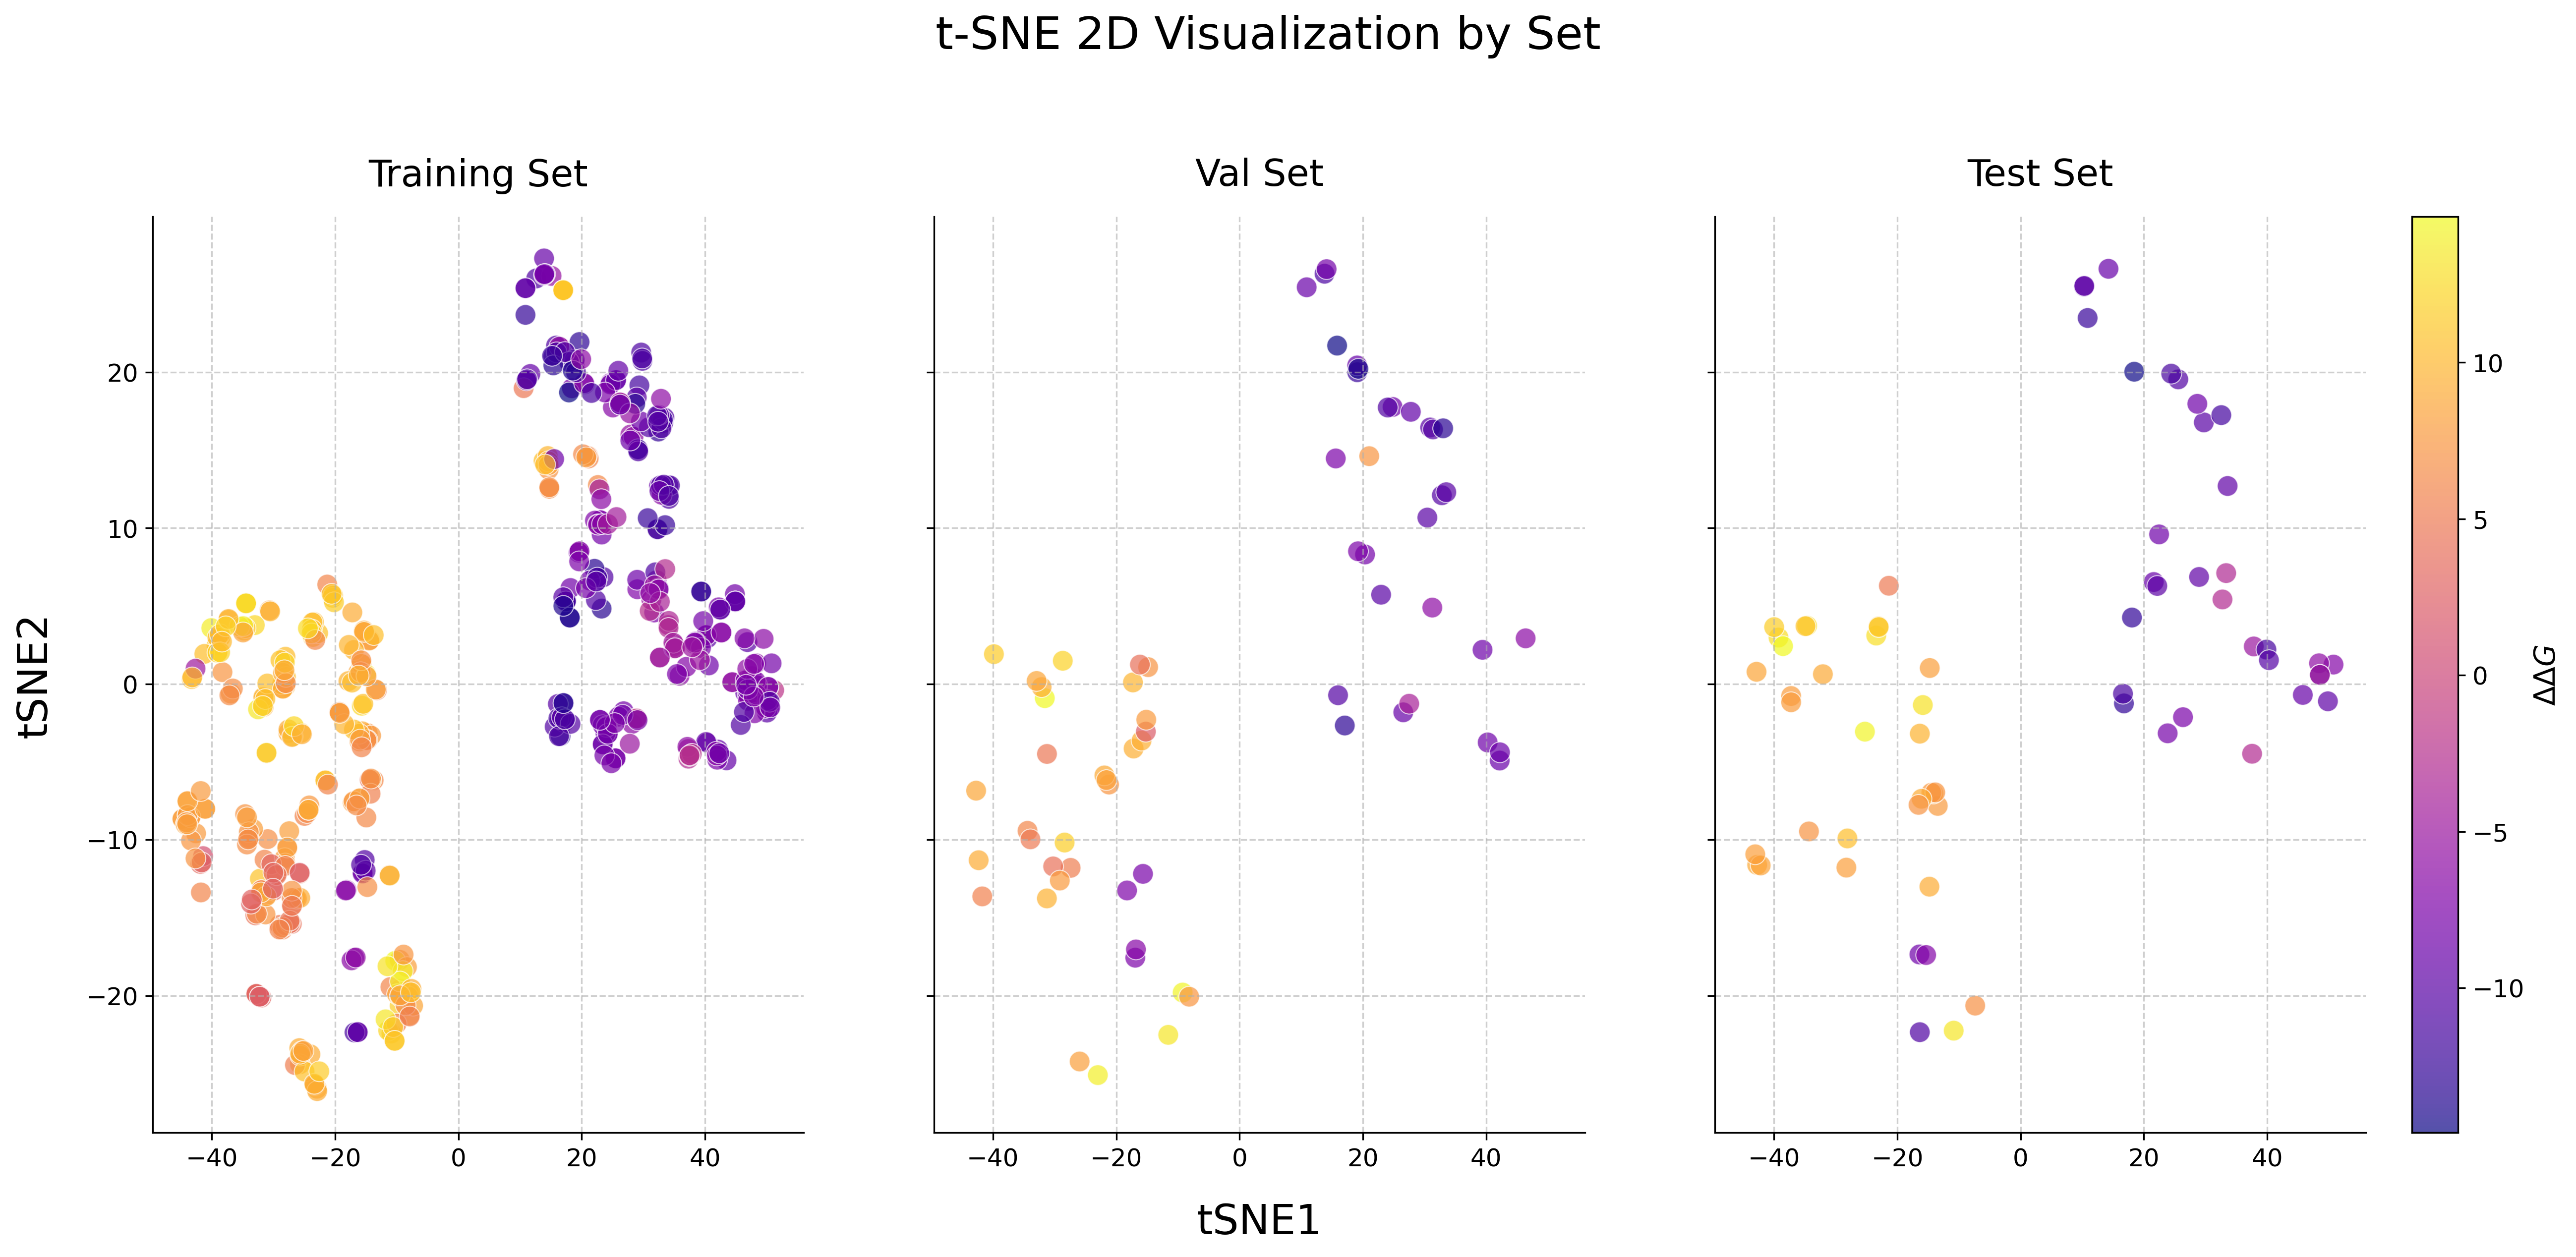 t-SNE 2D Visualization by Set
Training Set
Val Set
Test Set
20
10
0
−10
−20
tSNE2
−40 −20 0 20 40
−40 −20 0 20 40
−40 −20 0 20 40
tSNE1
10
5
0
−5
−10
ΔΔG